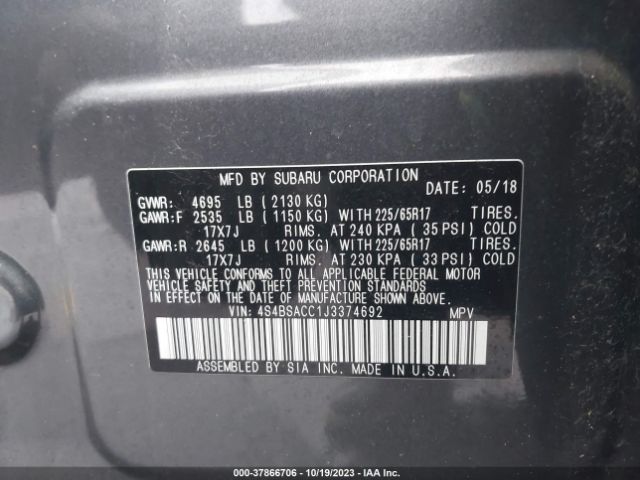 MFD BY SUBARU CORPORATION
DATE: 05/18
GVWR: 4695 LB (2130 KG)
GAWR:F 2535 LB (1150 KG) WITH 225/65R17 TIRES.
17X7J RIMS. AT 240 KPA (35 PSI) COLD
GAWR:R 2645 LB (1200 KG) WITH 225/65R17 TIRES.
17X7J RIMS. AT 230 KPA (33 PSI) COLD
THIS VEHICLE CONFORMS TO ALL APPLICABLE FEDERAL MOTOR
VEHICLE SAFETY AND THEFT PREVENTION STANDARDS
IN EFFECT ON THE DATE OF MANUFACTURE SHOWN ABOVE.
VIN: 4S4BSACC1J3374692 MPV
ASSEMBLED BY SIA INC. MADE IN U.S.A.
000-37866706 - 10/19/2023 - IAA Inc.